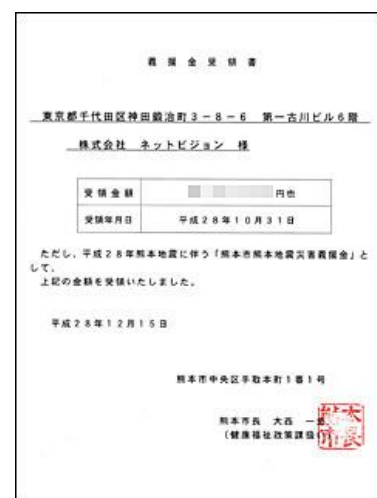 義援金受領書
東京都千代田区神田鍛冶町3-8-6 第一古川ビル6階
株式会社 ネットビジョン 様
受領金額 円也
受領年月日 平成28年10月31日
ただし、平成28年熊本地震に伴う「熊本市熊本地震災害義援金」と
して、
上記の金額を受領いたしました。
平成28年12月15日
熊本市中央区手取本町1番1号
熊本市長 大西 一
(健康福祉政策課扱